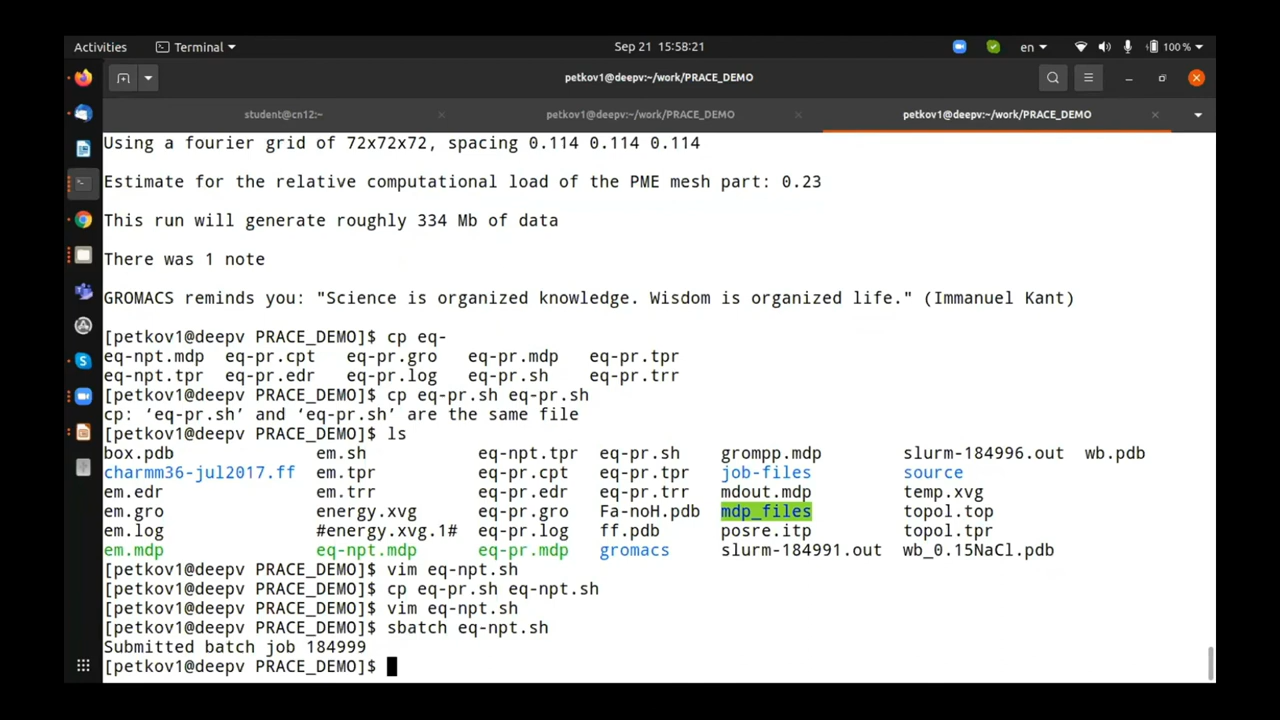 Activities Terminal Sep 21 15:58:21 en 100 %
petkov1@deepv:~/work/PRACE_DEMO
student@cn12:~ petkov1@deepv:~/work/PRACE_DEMO petkov1@deepv:~/work/PRACE_DEMO
Using a fourier grid of 72x72x72, spacing 0.114 0.114 0.114
Estimate for the relative computational load of the PME mesh part: 0.23
This run will generate roughly 334 Mb of data
There was 1 note
GROMACS reminds you: "Science is organized knowledge. Wisdom is organized life." (Immanuel Kant)
[petkov1@deepv PRACE_DEMO]$ cp eq-
eq-npt.mdp eq-pr.cpt eq-pr.gro eq-pr.mdp eq-pr.tpr
eq-npt.tpr eq-pr.edr eq-pr.log eq-pr.sh eq-pr.trr
[petkov1@deepv PRACE_DEMO]$ cp eq-pr.sh eq-pr.sh
cp: ‘eq-pr.sh’ and ‘eq-pr.sh’ are the same file
[petkov1@deepv PRACE_DEMO]$ ls
box.pdb em.sh eq-npt.tpr eq-pr.sh grompp.mdp slurm-184996.out wb.pdb
charmm36-jul2017.ff em.tpr eq-pr.cpt eq-pr.tpr job-files source
em.edr em.trr eq-pr.edr eq-pr.trr mdout.mdp temp.xvg
em.gro energy.xvg eq-pr.gro Fa-noH.pdb mdp_files topol.top
em.log #energy.xvg.1# eq-pr.log ff.pdb posre.itp topol.tpr
em.mdp eq-npt.mdp eq-pr.mdp gromacs slurm-184991.out wb_0.15NaCl.pdb
[petkov1@deepv PRACE_DEMO]$ vim eq-npt.sh
[petkov1@deepv PRACE_DEMO]$ cp eq-pr.sh eq-npt.sh
[petkov1@deepv PRACE_DEMO]$ vim eq-npt.sh
[petkov1@deepv PRACE_DEMO]$ sbatch eq-npt.sh
Submitted batch job 184999
[petkov1@deepv PRACE_DEMO]$